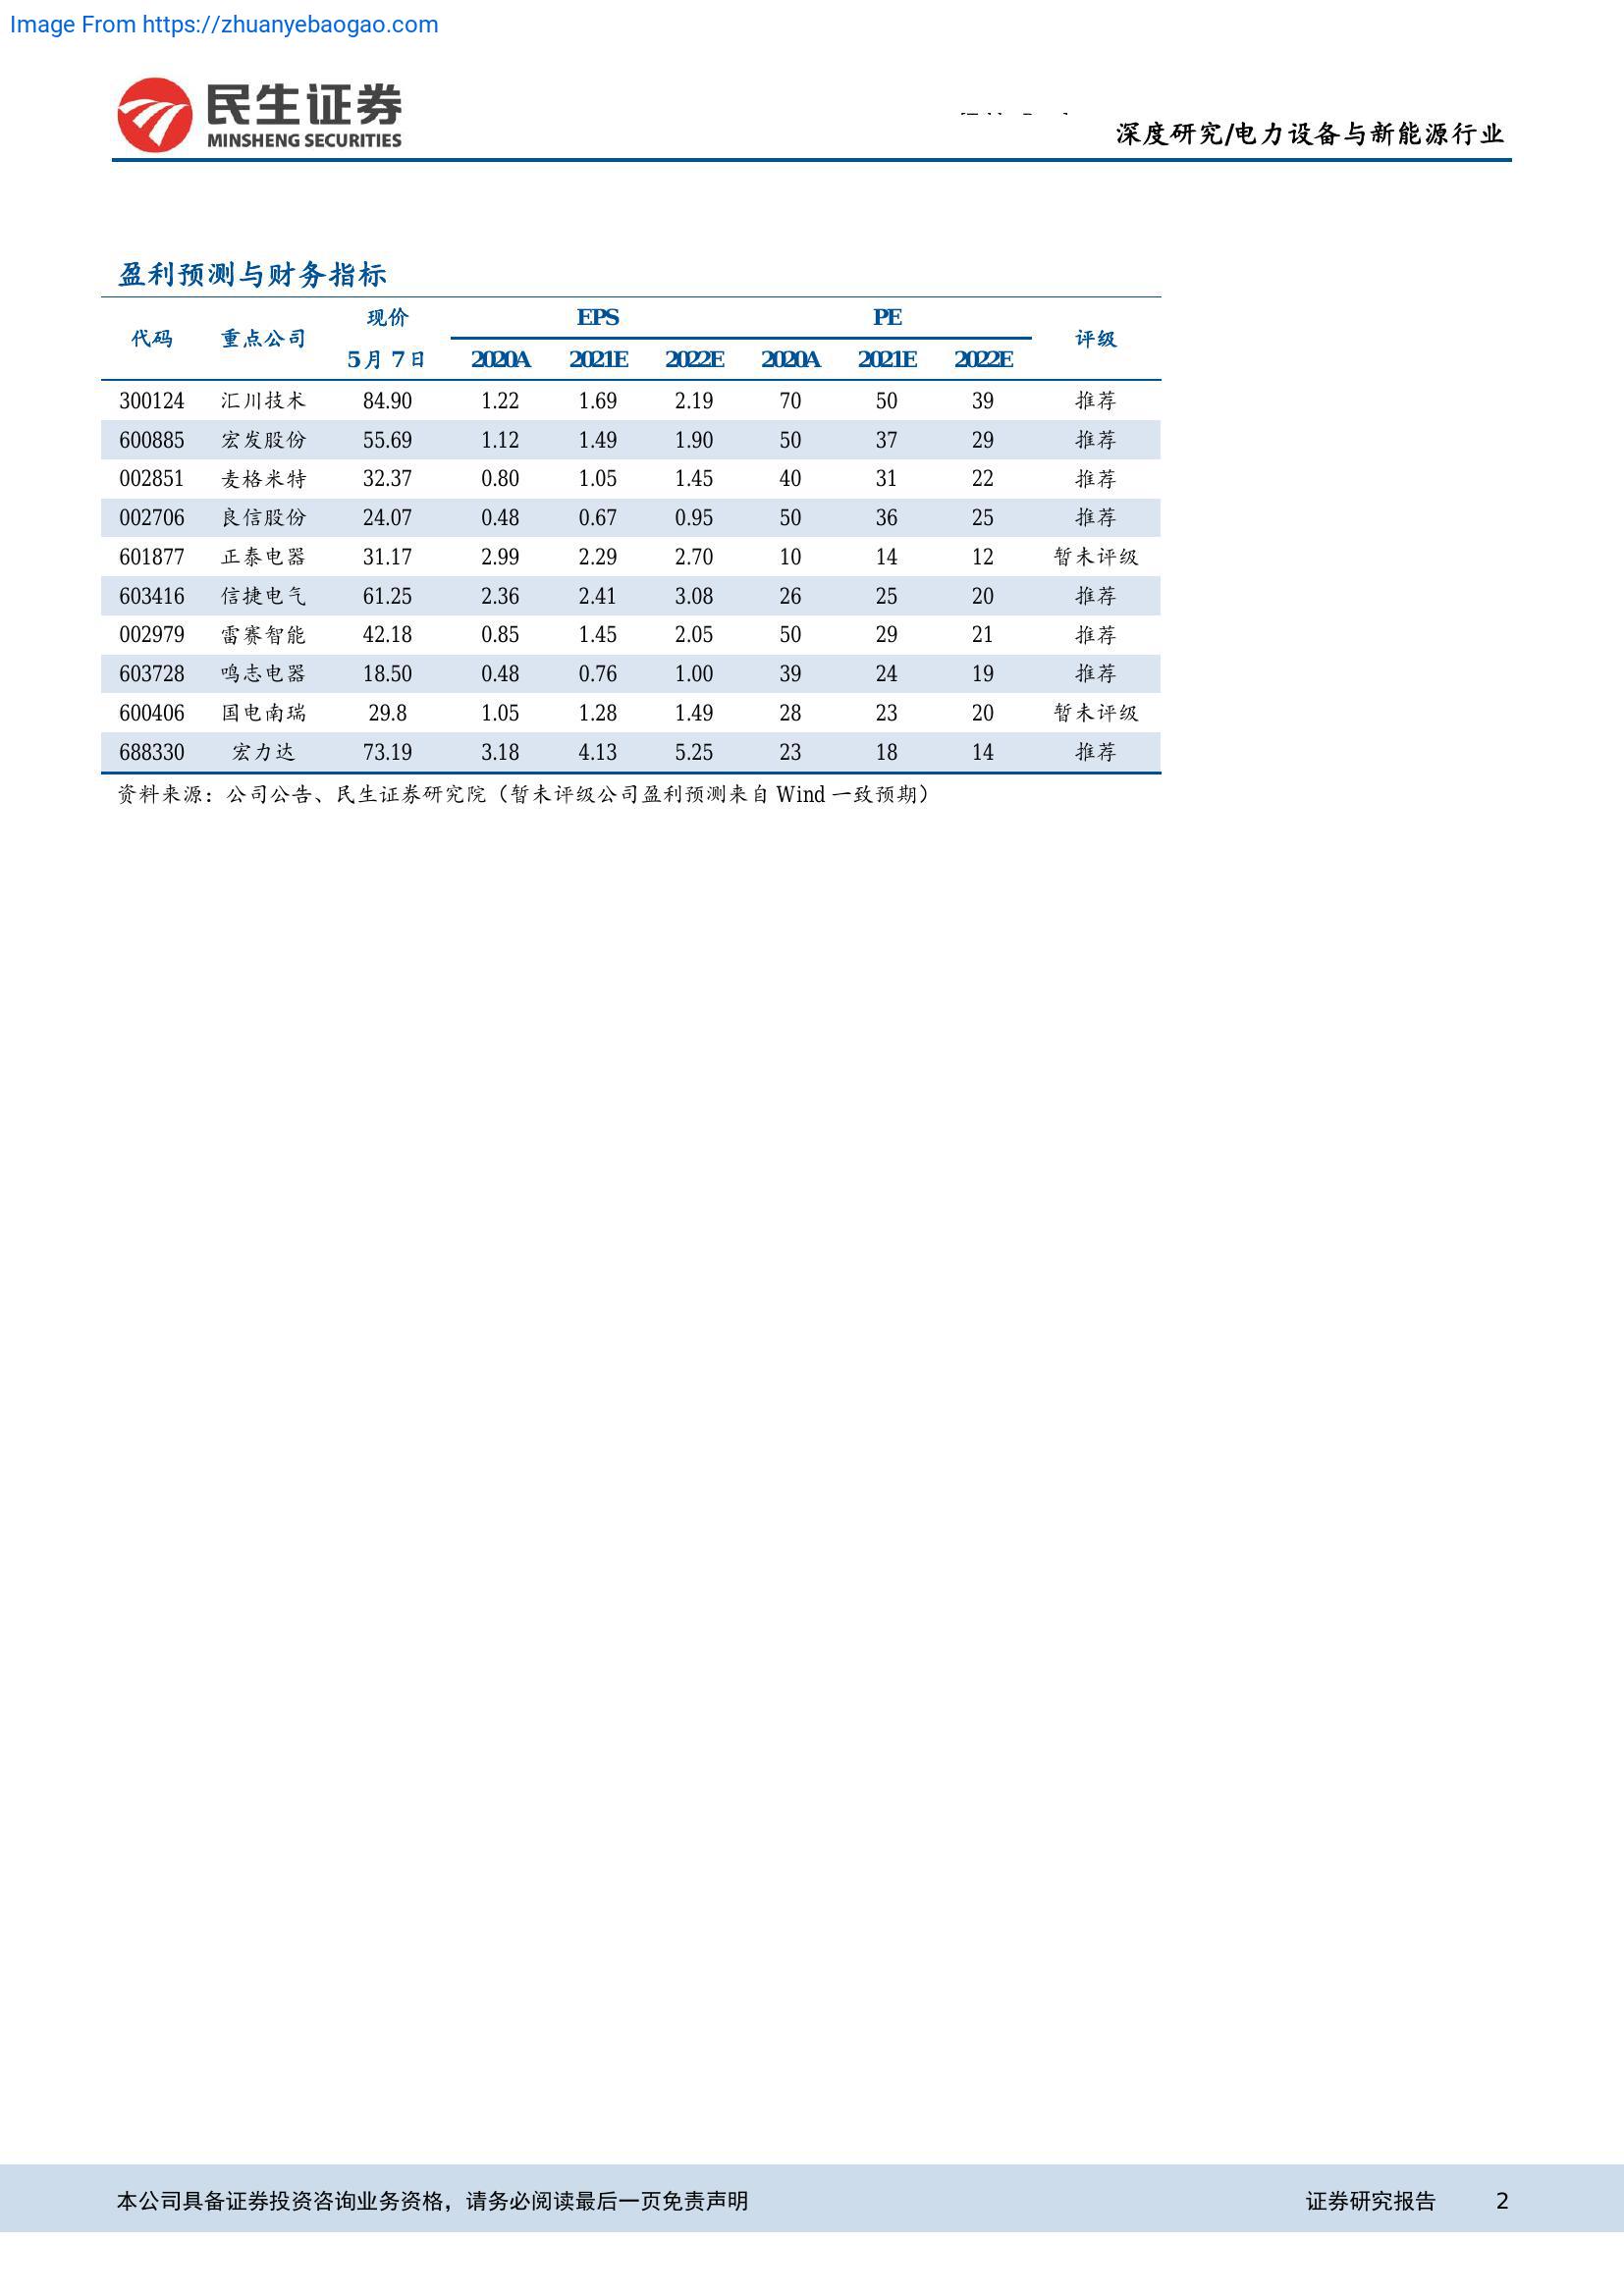 Image From https://zhuanyebaogao.com
民生证券
MINSHENG SECURITIES
深度研究/电力设备与新能源行业
盈利预测与财务指标
代码 重点公司 现价 EPS PE 评级
5月7日 2020A 2021E 2022E 2020A 2021E 2022E
300124 汇川技术 84.90 1.22 1.69 2.19 70 50 39 推荐
600885 宏发股份 55.69 1.12 1.49 1.90 50 37 29 推荐
002851 麦格米特 32.37 0.80 1.05 1.45 40 31 22 推荐
002706 良信股份 24.07 0.48 0.67 0.95 50 36 25 推荐
601877 正泰电器 31.17 2.99 2.29 2.70 10 14 12 暂未评级
603416 信捷电气 61.25 2.36 2.41 3.08 26 25 20 推荐
002979 雷赛智能 42.18 0.85 1.45 2.05 50 29 21 推荐
603728 鸣志电器 18.50 0.48 0.76 1.00 39 24 19 推荐
600406 国电南瑞 29.8 1.05 1.28 1.49 28 23 20 暂未评级
688330 宏力达 73.19 3.18 4.13 5.25 23 18 14 推荐
资料来源：公司公告、民生证券研究院（暂未评级公司盈利预测来自 Wind 一致预期）
本公司具备证券投资咨询业务资格，请务必阅读最后一页免责声明 证券研究报告 2